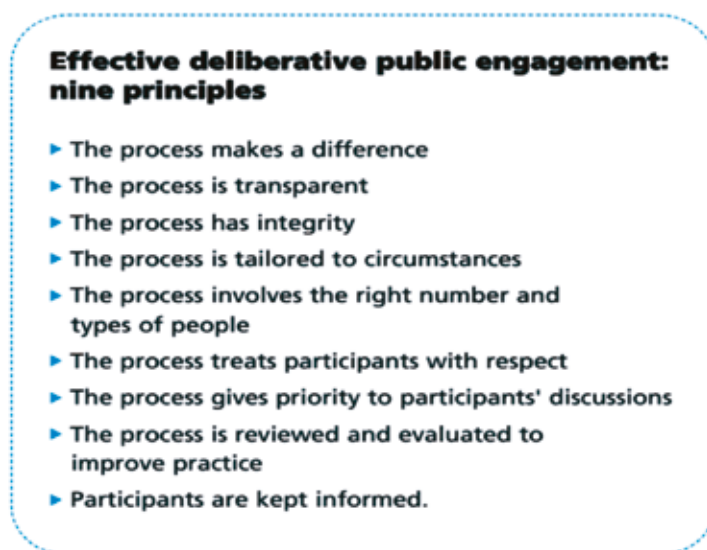 Effective deliberative public engagement:
nine principles
▸ The process makes a difference
▸ The process is transparent
▸ The process has integrity
▸ The process is tailored to circumstances
▸ The process involves the right number and
types of people
▸ The process treats participants with respect
▸ The process gives priority to participants' discussions
▸ The process is reviewed and evaluated to
improve practice
▸ Participants are kept informed.